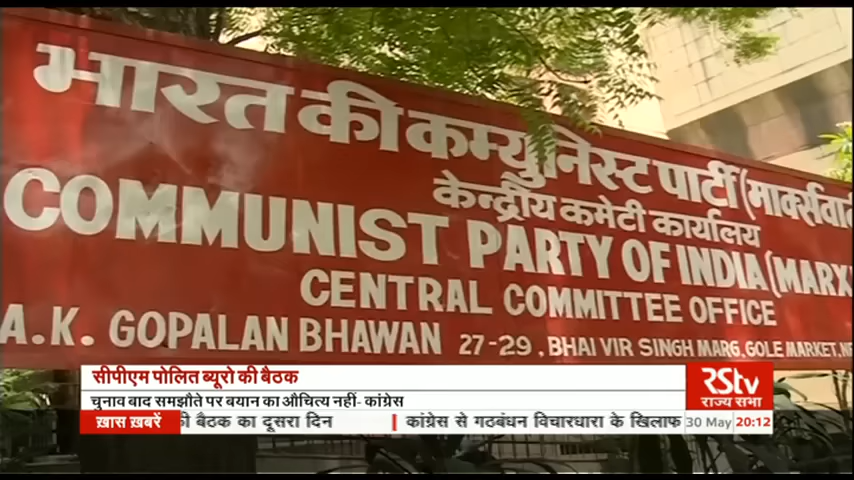 भारत की कम्युनिस्ट पार्टी (मार्क्सवा
केन्द्रीय कमेटी कार्यालय
COMMUNIST PARTY OF INDIA (MARX
CENTRAL COMMITTEE OFFICE
A.K. GOPALAN BHAWAN 27-29, BHAI VIR SINGH MARG, GOLE MARKET, NE
सीपीएम पोलित ब्यूरो की बैठक
चुनाव बाद समझौते पर बयान का औचित्य नहीं- कांग्रेस
RStv
राज्य सभा
ख़ास ख़बरें की बैठक का दूसरा दिन | कांग्रेस से गठबंधन विचारधारा के खिलाफ 30 May 20:12